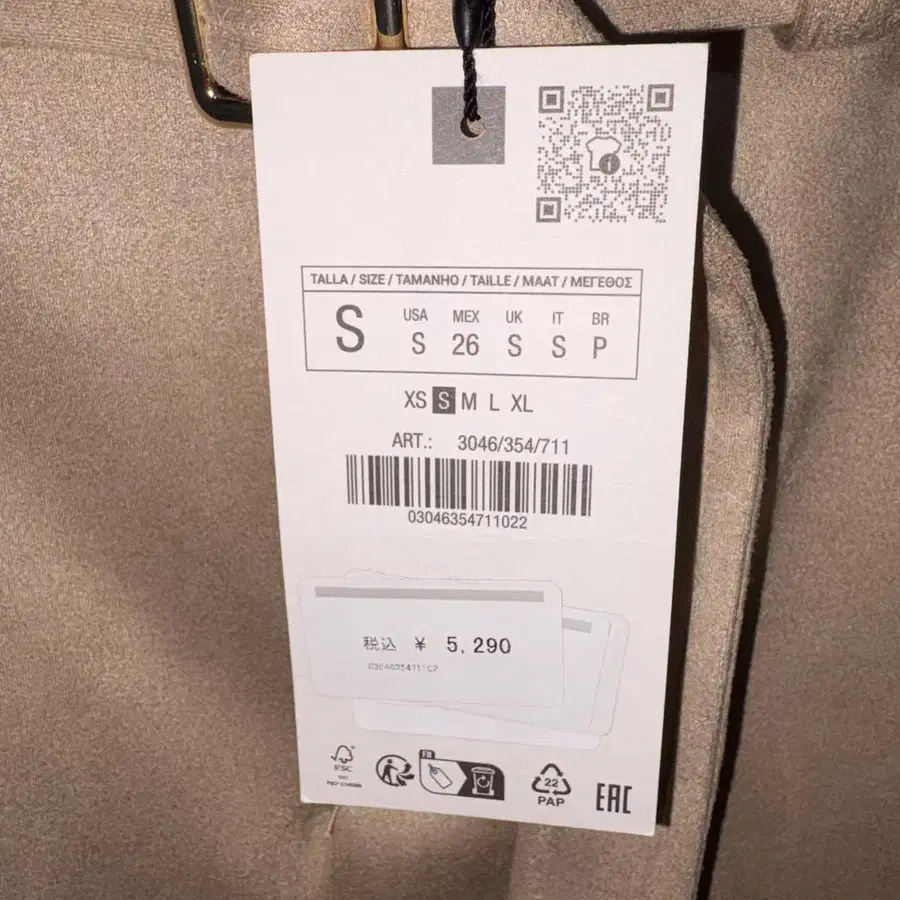 TALLA / SIZE / TAMANHO / TAILLE / MAAT / ΜΕΓΕΘΟΣ
S
USA MEX UK IT BR
S 26 S S P
XS S M L XL
ART.: 3046/354/711
03046354711022
税込 ¥ 5,290
FSC
FR
22
PAP
EAC